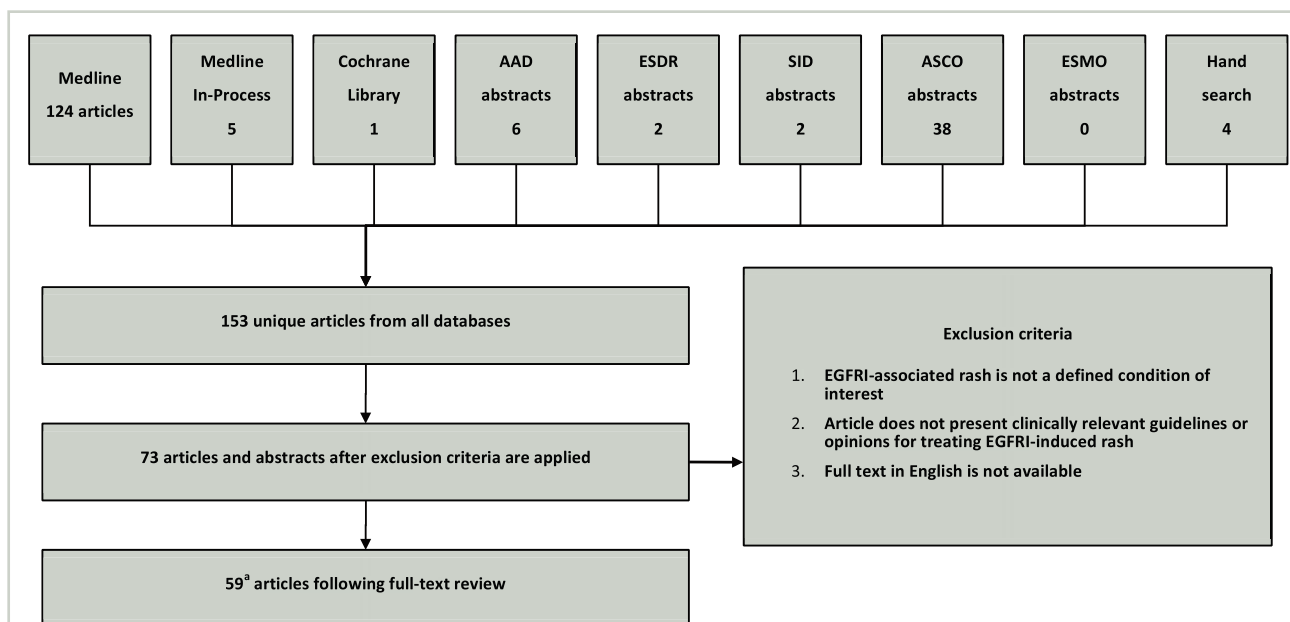 Medline
124 articles
Medline
In-Process
5
Cochrane
Library
1
AAD
abstracts
6
ESDR
abstracts
2
SID
abstracts
2
ASCO
abstracts
38
ESMO
abstracts
0
Hand
search
4
153 unique articles from all databases
73 articles and abstracts after exclusion criteria are applied
Exclusion criteria
1. EGFRI-associated rash is not a defined condition of
interest
2. Article does not present clinically relevant guidelines or
opinions for treating EGFRI-induced rash
3. Full text in English is not available
59a articles following full-text review